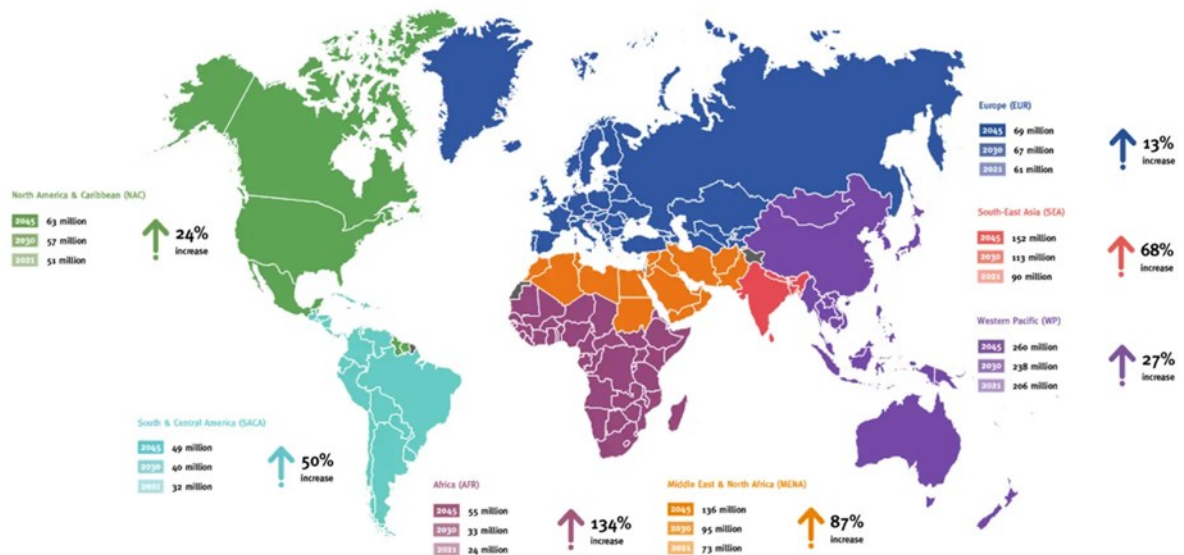 Europe (EUR)
2045 69 million
2030 67 million
2021 61 million
13%
increase
North America & Caribbean (NAC)
2045 63 million
2030 57 million
2021 51 million
24%
increase
South-East Asia (SEA)
2045 152 million
2030 113 million
2021 90 million
68%
increase
Western Pacific (WP)
2045 260 million
2030 238 million
2021 206 million
27%
increase
South & Central America (SACA)
2045 49 million
2030 40 million
2021 32 million
50%
increase
Africa (AFR)
2045 55 million
2030 33 million
2021 24 million
134%
increase
Middle East & North Africa (MENA)
2045 136 million
2030 95 million
2021 73 million
87%
increase